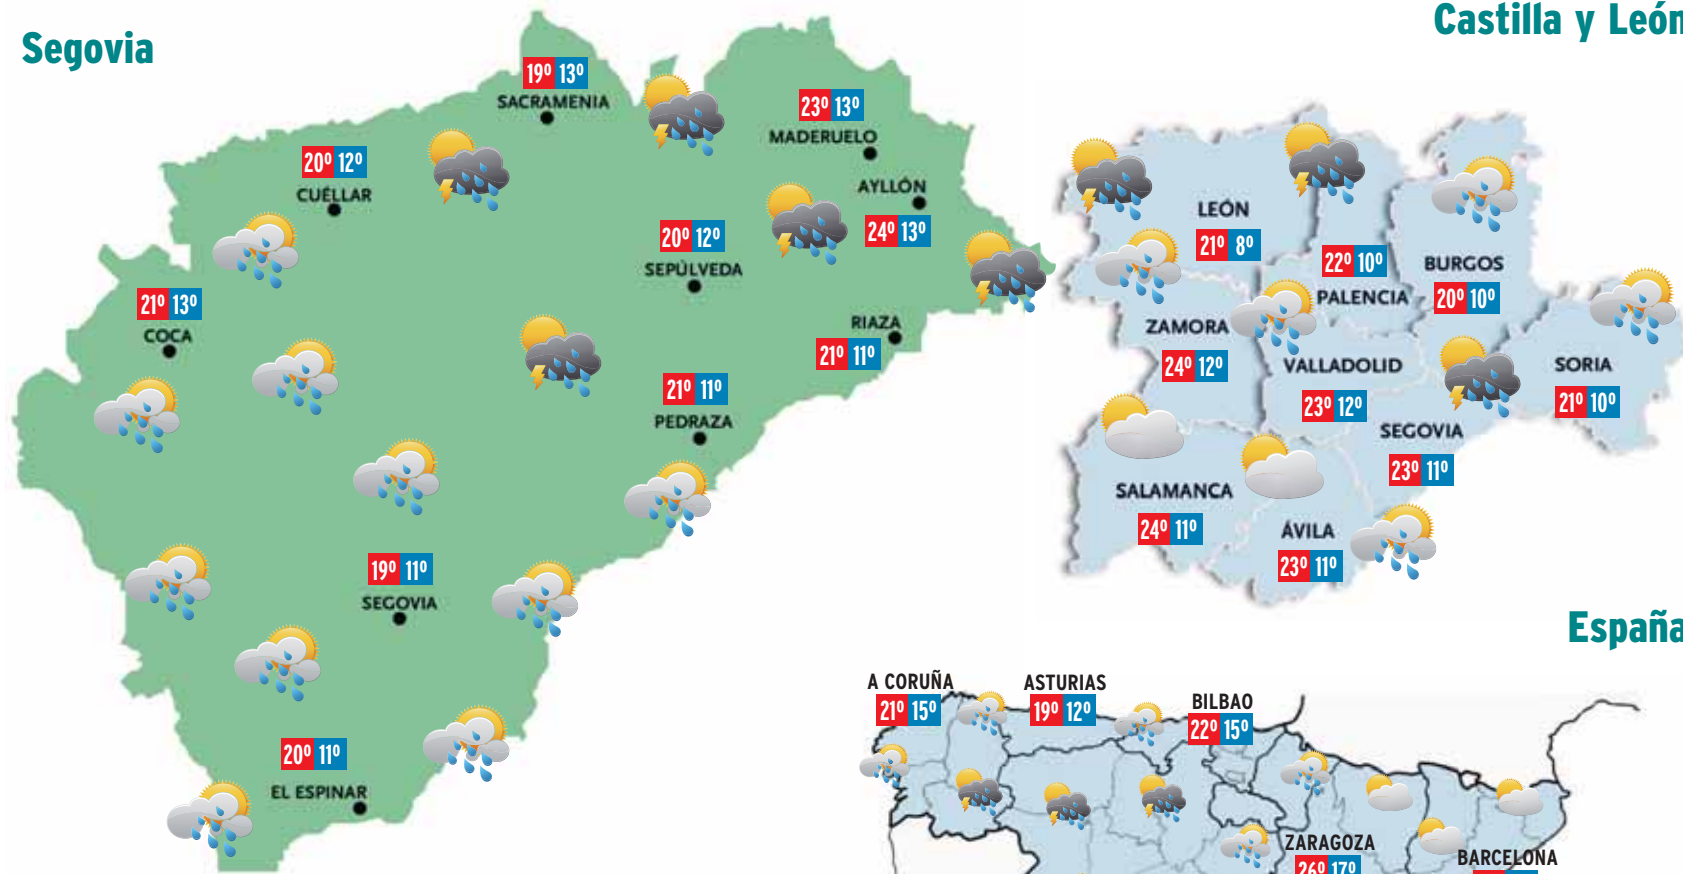 Segovia
19º 13º
SACRAMENIA
23º 13º
MADERUELO
20º 12º
CUÉLLAR
AYLLÓN
24º 13º
20º 12º
SEPÚLVEDA
21º 13º
COCA
RIAZA
21º 11º
21º 11º
PEDRAZA
19º 11º
SEGOVIA
20º 11º
EL ESPINAR
Castilla y León
LEÓN
21º 8º
22º 10º
PALENCIA
BURGOS
20º 10º
ZAMORA
24º 12º
VALLADOLID
23º 12º
SORIA
21º 10º
SEGOVIA
23º 11º
SALAMANCA
24º 11º
ÁVILA
23º 11º
España
A CORUÑA
21º 15º
ASTURIAS
19º 12º
BILBAO
22º 15º
ZARAGOZA
26º 17º
BARCELONA